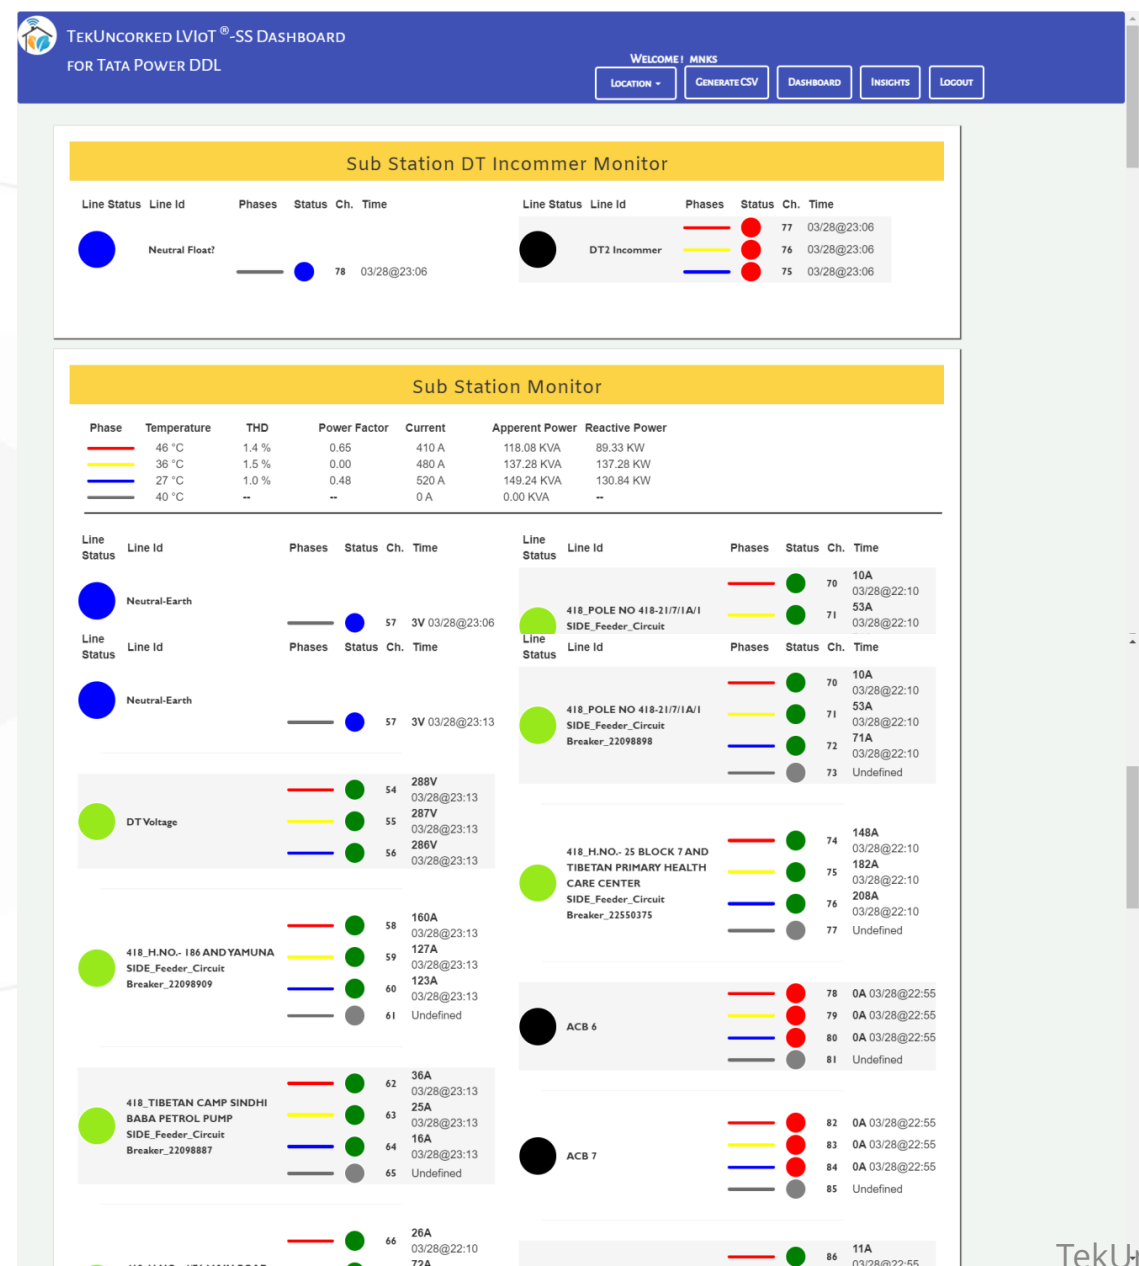 TekUncorked LVIoT ®-SS Dashboard
for Tata Power DDL
Welcome! mnks
Location
Generate CSV
Dashboard
Insights
Logout
Sub Station DT Incommer Monitor
Line Status Line Id Phases Status Ch. Time
Neutral Float?
78 03/28@23:06
Line Status Line Id Phases Status Ch. Time
77 03/28@23:06
DT2 Incommer 76 03/28@23:06
75 03/28@23:06
Sub Station Monitor
Phase Temperature THD Power Factor Current Apperent Power Reactive Power
46 °C 1.4 % 0.65 410 A 118.08 KVA 89.33 KW
36 °C 1.5 % 0.00 480 A 137.28 KVA 137.28 KW
27 °C 1.0 % 0.48 520 A 149.24 KVA 130.84 KW
40 °C -- -- 0 A 0.00 KVA --
Line
Status Line Id Phases Status Ch. Time
Neutral-Earth
57 3V 03/28@23:06
Line
Status Line Id Phases Status Ch. Time
70 10A
03/28@22:10
418_POLE NO 418-21/7/1A/1
SIDE_Feeder_Circuit
71 53A
03/28@22:10
Line
Status Line Id Phases Status Ch. Time
Neutral-Earth
57 3V 03/28@23:13
DT Voltage
54 288V
03/28@23:13
55 287V
03/28@23:13
56 286V
03/28@23:13
418_H.NO.- 186 AND YAMUNA
SIDE_Feeder_Circuit
Breaker_22098909
58 160A
03/28@23:13
59 127A
03/28@23:13
60 123A
03/28@23:13
61 Undefined
418_TIBETAN CAMP SINDHI
BABA PETROL PUMP
SIDE_Feeder_Circuit
Breaker_22098887
62 36A
03/28@23:13
63 25A
03/28@23:13
64 16A
03/28@23:13
65 Undefined
66 26A
03/28@22:10
72A
Line
Status Line Id Phases Status Ch. Time
418_POLE NO 418-21/7/1A/1
SIDE_Feeder_Circuit
Breaker_22098898
70 10A
03/28@22:10
71 53A
03/28@22:10
72 71A
03/28@22:10
73 Undefined
418_H.NO.- 25 BLOCK 7 AND
TIBETAN PRIMARY HEALTH
CARE CENTER
SIDE_Feeder_Circuit
Breaker_22550375
74 148A
03/28@22:10
75 182A
03/28@22:10
76 208A
03/28@22:10
77 Undefined
ACB 6
78 0A 03/28@22:55
79 0A 03/28@22:55
80 0A 03/28@22:55
81 Undefined
ACB 7
82 0A 03/28@22:55
83 0A 03/28@22:55
84 0A 03/28@22:55
85 Undefined
86 11A
03/28@22:55